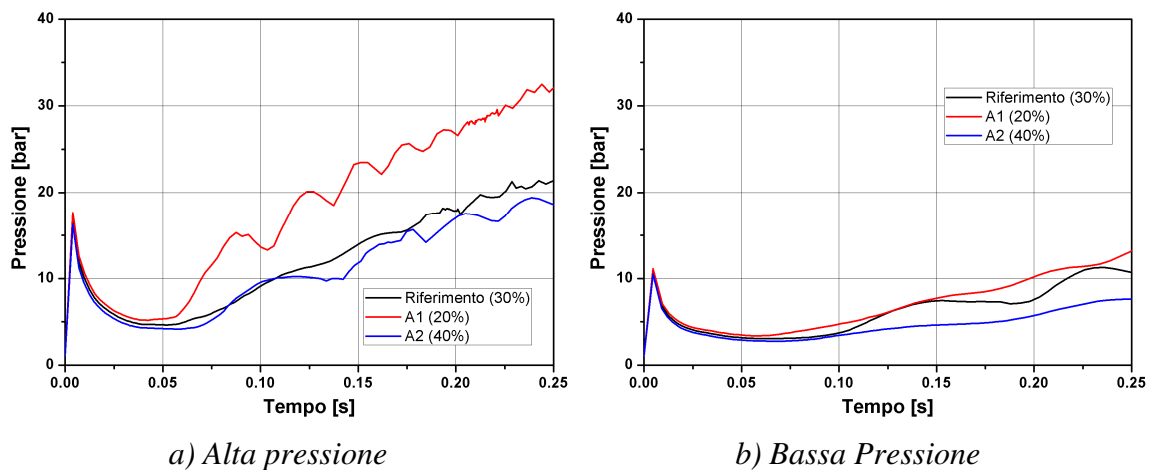 40
30
20
10
0
Pressione [bar]
Riferimento (30%)
A1 (20%)
A2 (40%)
0.00 0.05 0.10 0.15 0.20 0.25
Tempo [s]
a) Alta pressione
40
30
20
10
0
Pressione [bar]
Riferimento (30%)
A1 (20%)
A2 (40%)
0.00 0.05 0.10 0.15 0.20 0.25
Tempo [s]
b) Bassa Pressione